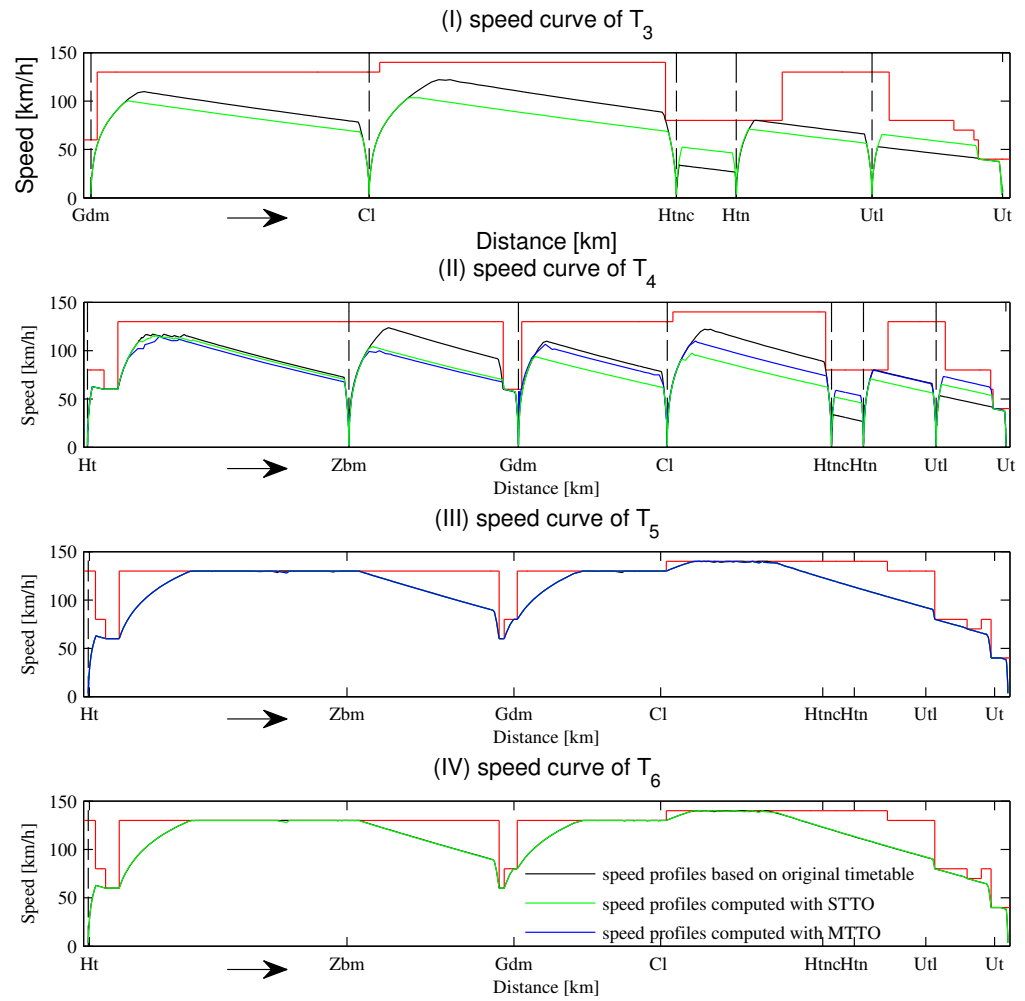 (I) speed curve of T3
Speed [km/h]
150
100
50
0
Gdm Cl Htnc Htn Utl Ut
Distance [km]
(II) speed curve of T4
Speed [km/h]
150
100
50
0
Ht Zbm Gdm Cl HtncHtn Utl Ut
Distance [km]
(III) speed curve of T5
Speed [km/h]
150
100
50
0
Ht Zbm Gdm Cl HtncHtn Utl Ut
Distance [km]
(IV) speed curve of T6
Speed [km/h]
150
100
50
0
speed profiles based on original timetable
speed profiles computed with STTO
speed profiles computed with MTTO
Ht Zbm Gdm Cl HtncHtn Utl Ut
Distance [km]